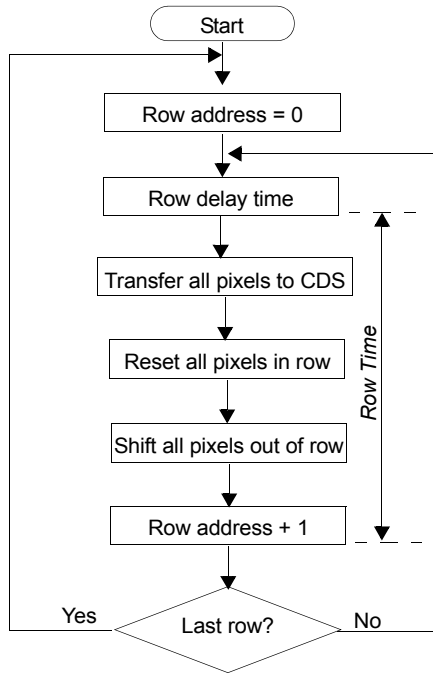 Start
Row address = 0
Row delay time
Transfer all pixels to CDS
Reset all pixels in row
Shift all pixels out of row
Row address + 1
Row Time
Last row?
Yes
No